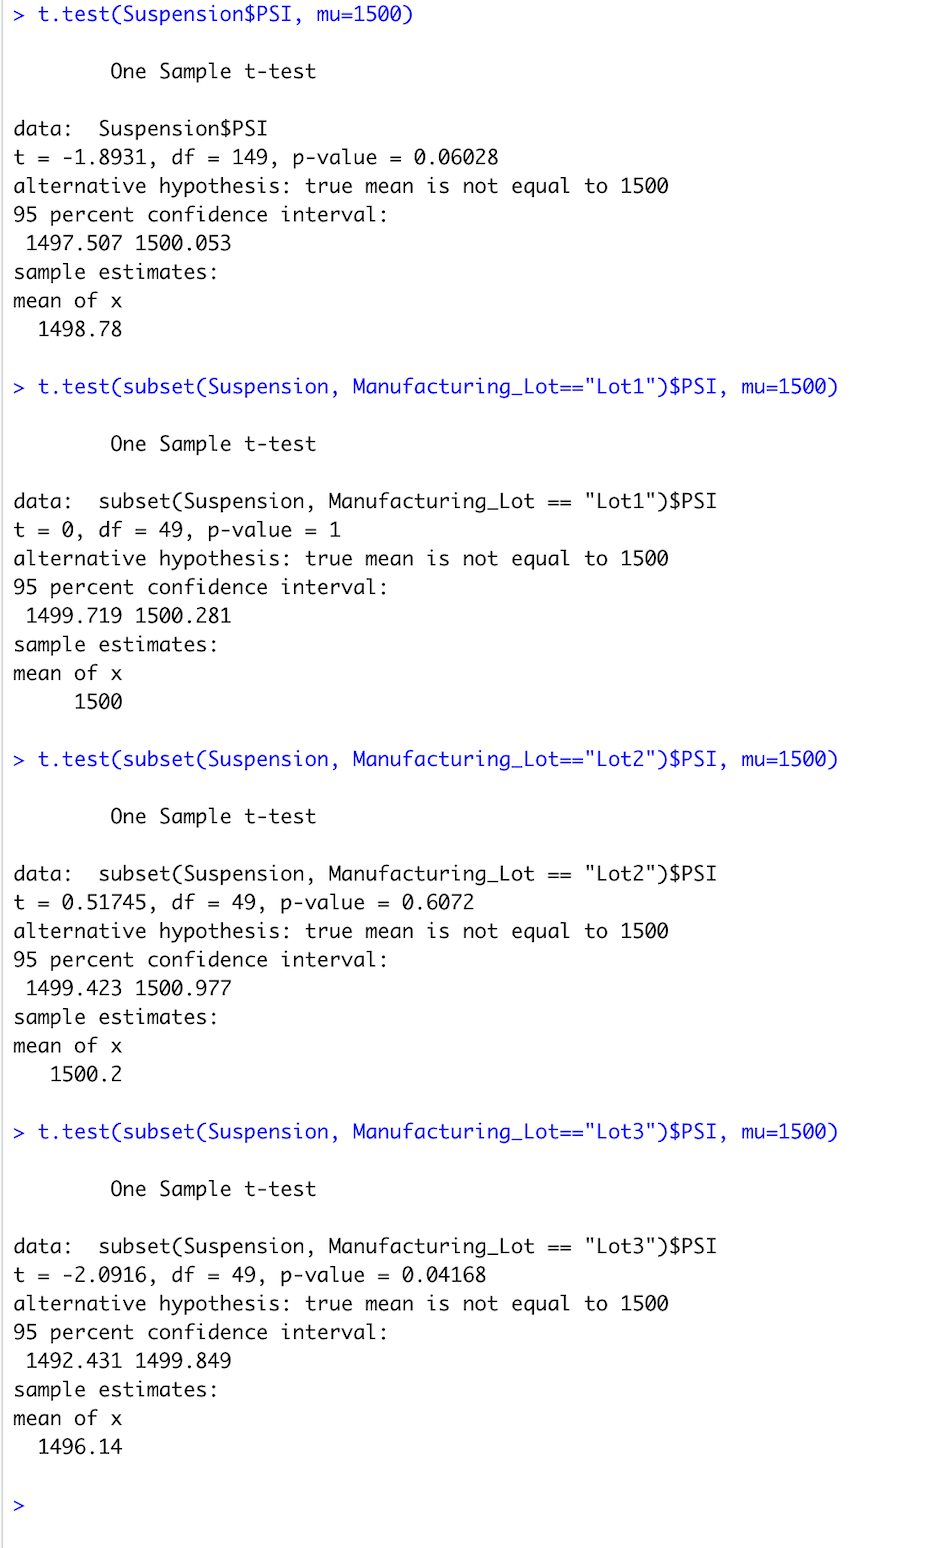 > t.test(Suspension$PSI, mu=1500)
One Sample t-test
data:  Suspension$PSI
t = -1.8931, df = 149, p-value = 0.06028
alternative hypothesis: true mean is not equal to 1500
95 percent confidence interval:
1497.507 1500.053
sample estimates:
mean of x
1498.78
> t.test(subset(Suspension, Manufacturing_Lot=="Lot1")$PSI, mu=1500)
One Sample t-test
data:  subset(Suspension, Manufacturing_Lot == "Lot1")$PSI
t = 0, df = 49, p-value = 1
alternative hypothesis: true mean is not equal to 1500
95 percent confidence interval:
1499.719 1500.281
sample estimates:
mean of x
1500
> t.test(subset(Suspension, Manufacturing_Lot=="Lot2")$PSI, mu=1500)
One Sample t-test
data:  subset(Suspension, Manufacturing_Lot == "Lot2")$PSI
t = 0.51745, df = 49, p-value = 0.6072
alternative hypothesis: true mean is not equal to 1500
95 percent confidence interval:
1499.423 1500.977
sample estimates:
mean of x
1500.2
> t.test(subset(Suspension, Manufacturing_Lot=="Lot3")$PSI, mu=1500)
One Sample t-test
data:  subset(Suspension, Manufacturing_Lot == "Lot3")$PSI
t = -2.0916, df = 49, p-value = 0.04168
alternative hypothesis: true mean is not equal to 1500
95 percent confidence interval:
1492.431 1499.849
sample estimates:
mean of x
1496.14
>